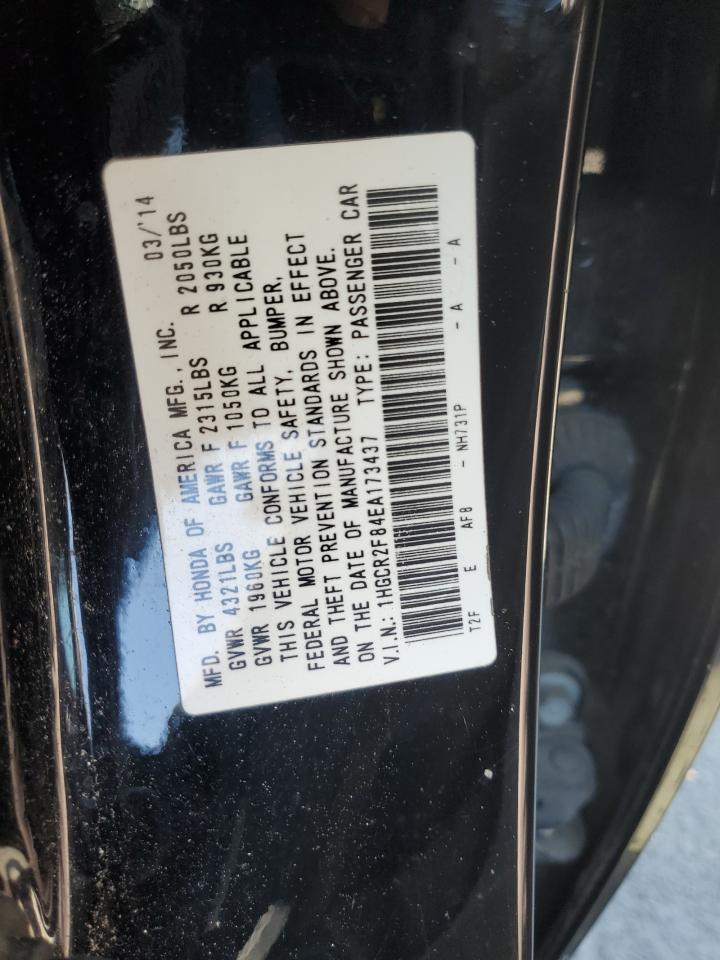 MFD. BY HONDA OF AMERICA MFG., INC. 03/'14
GVWR 4321LBS GAWR F 2315LBS R 2050LBS
GVWR 1960KG GAWR F 1050KG R 930KG
THIS VEHICLE CONFORMS TO ALL APPLICABLE
FEDERAL MOTOR VEHICLE SAFETY, BUMPER,
AND THEFT PREVENTION STANDARDS IN EFFECT
ON THE DATE OF MANUFACTURE SHOWN ABOVE.
V.I.N.:1HGCR2F84EA173437 TYPE: PASSENGER CAR
T2F E AF8 - NH731P - A - A